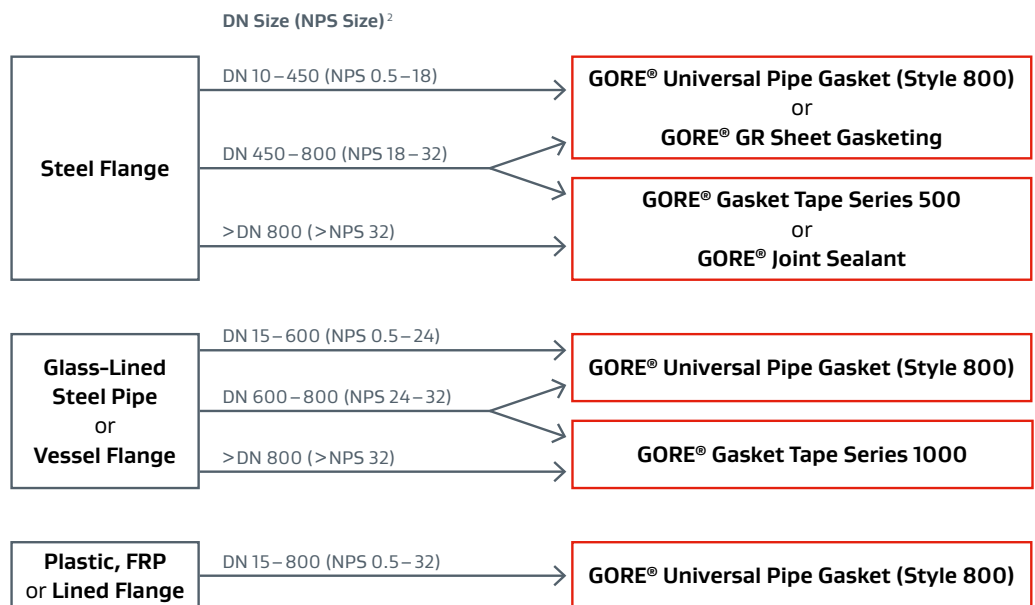 DN Size (NPS Size)²
Steel Flange
DN 10–450 (NPS 0.5–18)
DN 450–800 (NPS 18–32)
>DN 800 (>NPS 32)
GORE® Universal Pipe Gasket (Style 800)
or
GORE® GR Sheet Gasketing
GORE® Gasket Tape Series 500
or
GORE® Joint Sealant
Glass-Lined
Steel Pipe
or
Vessel Flange
DN 15–600 (NPS 0.5–24)
DN 600–800 (NPS 24–32)
>DN 800 (>NPS 32)
GORE® Universal Pipe Gasket (Style 800)
GORE® Gasket Tape Series 1000
Plastic, FRP
or Lined Flange
DN 15–800 (NPS 0.5–32)
GORE® Universal Pipe Gasket (Style 800)